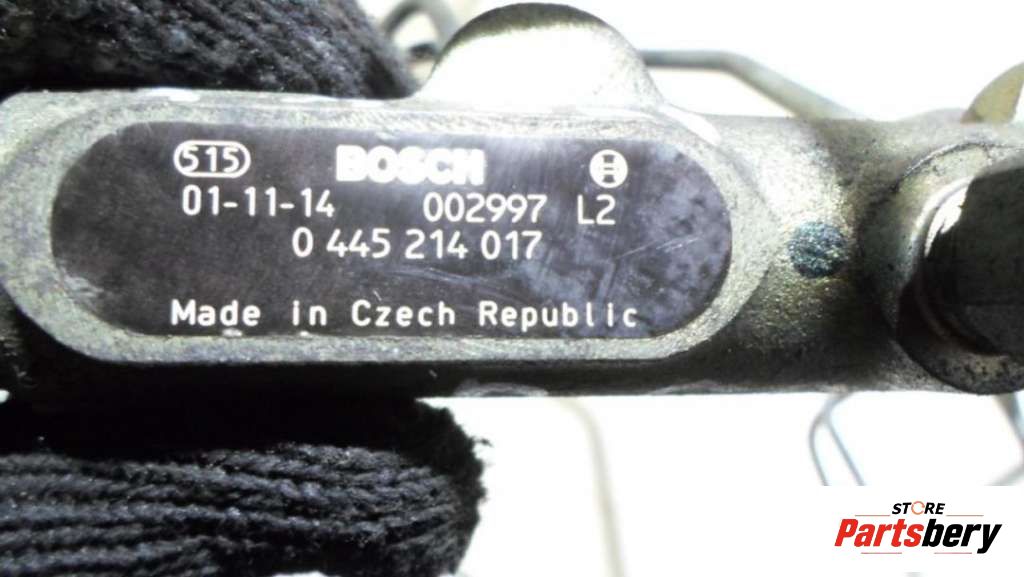 515 BOSCH
01-11-14 002997 L2
0 445 214 017
Made in Czech Republic
STORE
Partsbery